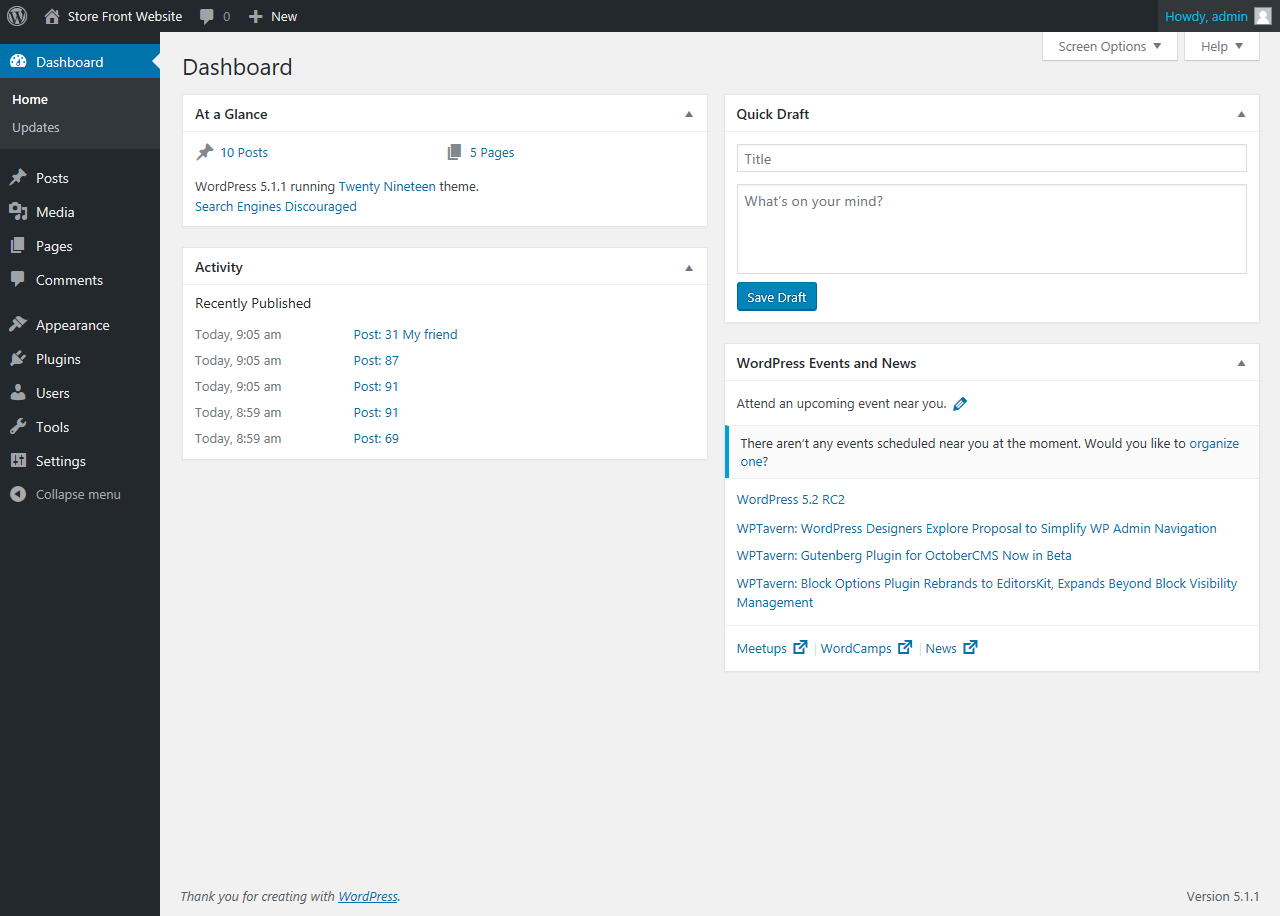 Store Front Website
0
New
Howdy, admin
Dashboard
Home
Updates
Posts
Media
Pages
Comments
Appearance
Plugins
Users
Tools
Settings
Collapse menu
Screen Options
Help
Dashboard
At a Glance
10 Posts
5 Pages
WordPress 5.1.1 running Twenty Nineteen theme.
Search Engines Discouraged
Activity
Recently Published
Today, 9:05 am Post: 31 My friend
Today, 9:05 am Post: 87
Today, 9:05 am Post: 91
Today, 8:59 am Post: 91
Today, 8:59 am Post: 69
Quick Draft
Title
What’s on your mind?
Save Draft
WordPress Events and News
Attend an upcoming event near you.
There aren’t any events scheduled near you at the moment. Would you like to organize
one?
WordPress 5.2 RC2
WPTavern: WordPress Designers Explore Proposal to Simplify WP Admin Navigation
WPTavern: Gutenberg Plugin for OctoberCMS Now in Beta
WPTavern: Block Options Plugin Rebrands to EditorsKit, Expands Beyond Block Visibility
Management
Meetups | WordCamps | News
Thank you for creating with WordPress.
Version 5.1.1